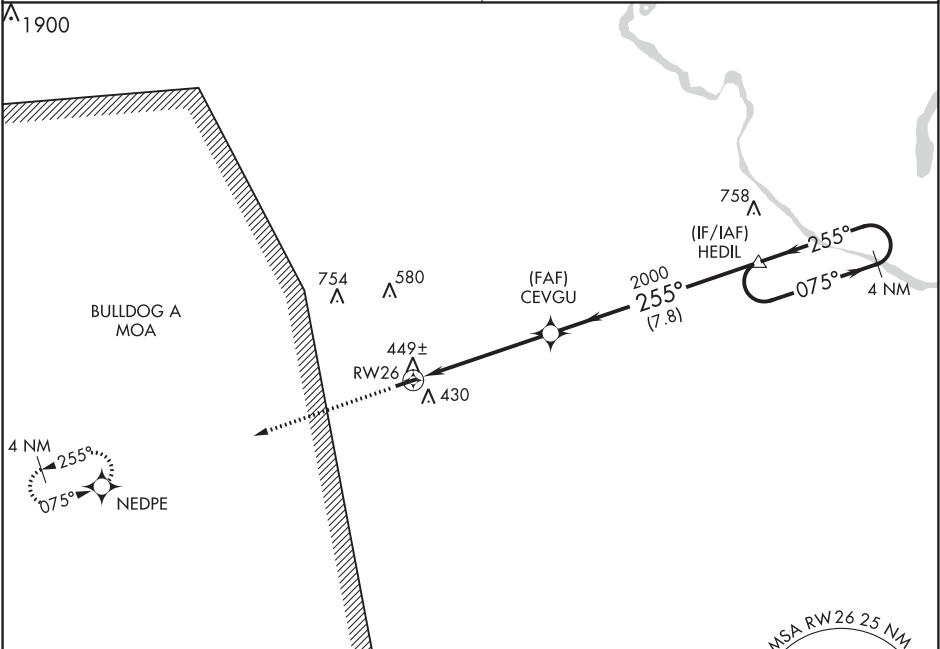 1900
758
(IF/IAF)
HEDIL
255°
075°
4 NM
754
580
(FAF)
CEVGU
2000
255°
(7.8)
BULLDOG A
MOA
449±
RW26
430
4 NM
255°
075°
NEDPE
MSA RW26 25 NM